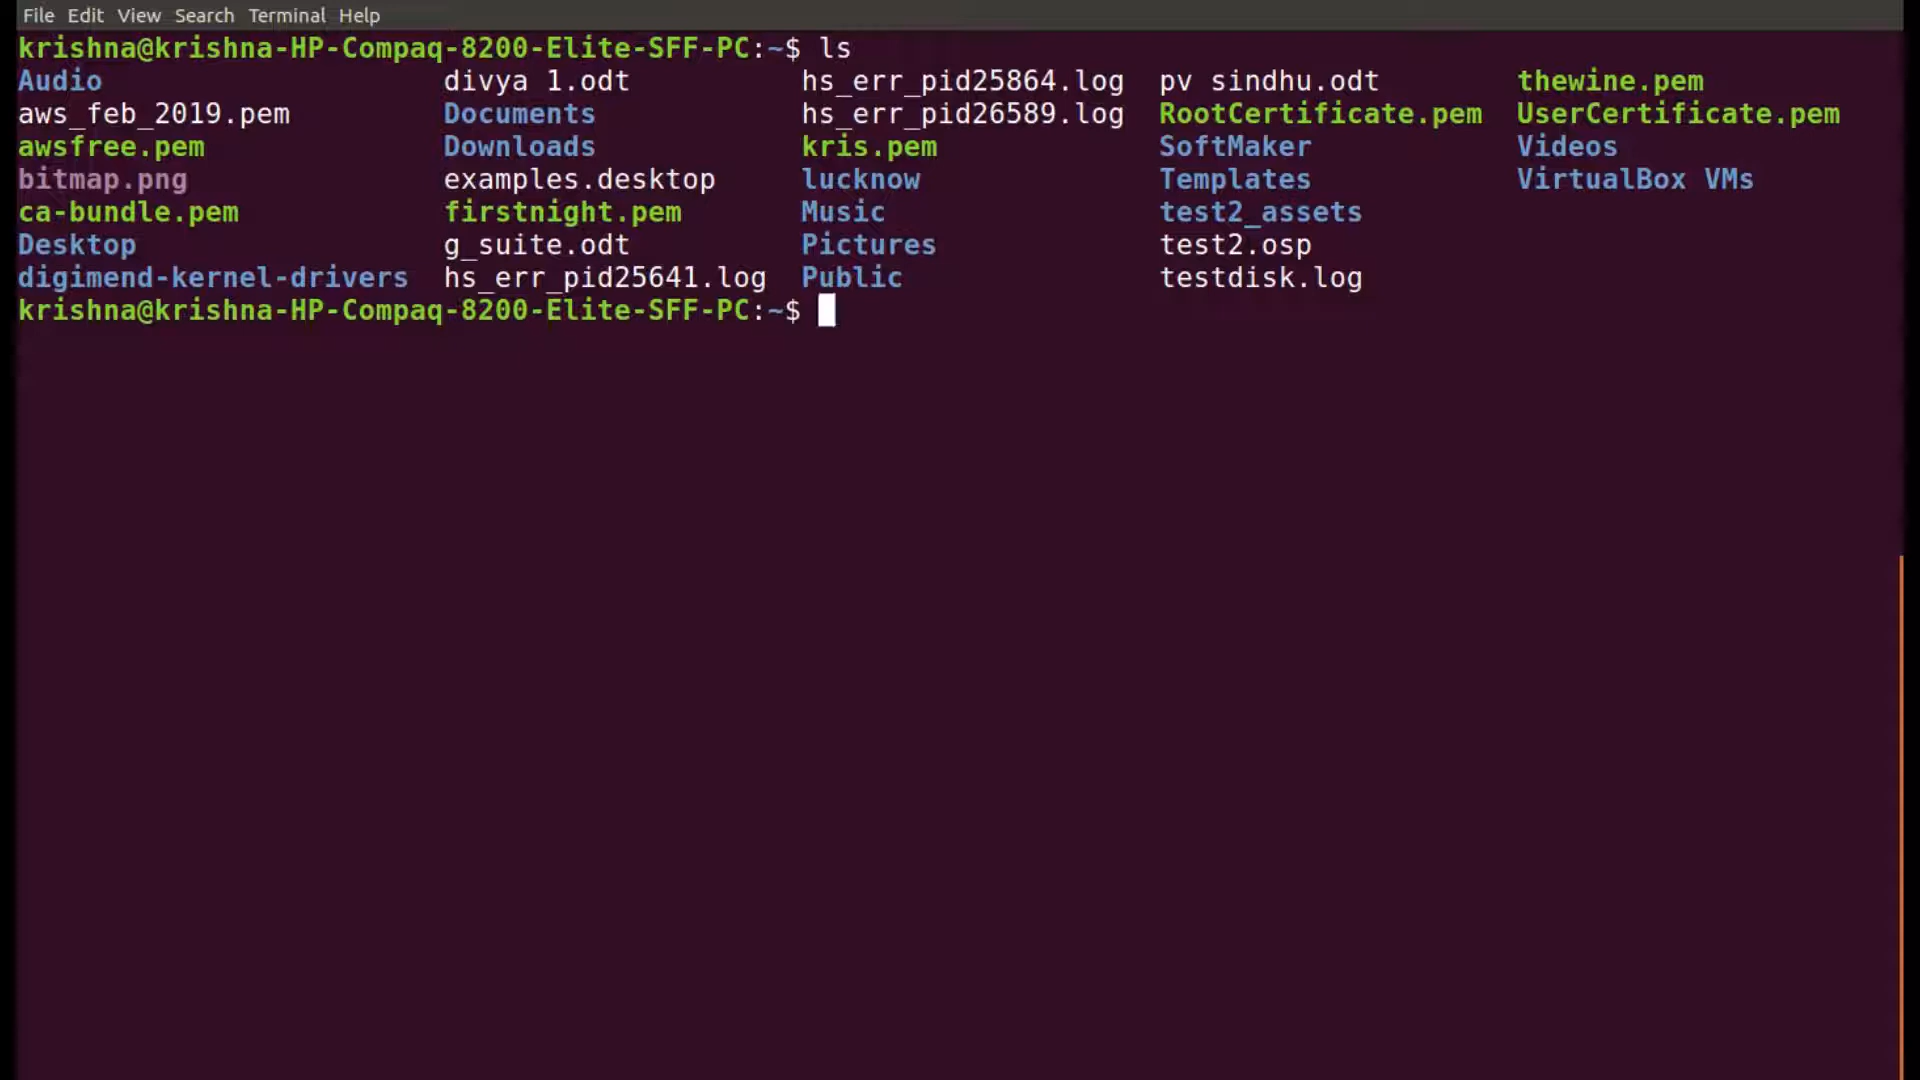 File Edit View Search Terminal Help
krishna@krishna-HP-Compaq-8200-Elite-SFF-PC:~$ ls
Audio divya 1.odt hs_err_pid25864.log pv sindhu.odt thewine.pem
aws_feb_2019.pem Documents hs_err_pid26589.log RootCertificate.pem UserCertificate.pem
awsfree.pem Downloads kris.pem SoftMaker Videos
bitmap.png examples.desktop lucknow Templates VirtualBox VMs
ca-bundle.pem firstnight.pem Music test2_assets
Desktop g_suite.odt Pictures test2.osp
digimend-kernel-drivers hs_err_pid25641.log Public testdisk.log
krishna@krishna-HP-Compaq-8200-Elite-SFF-PC:~$